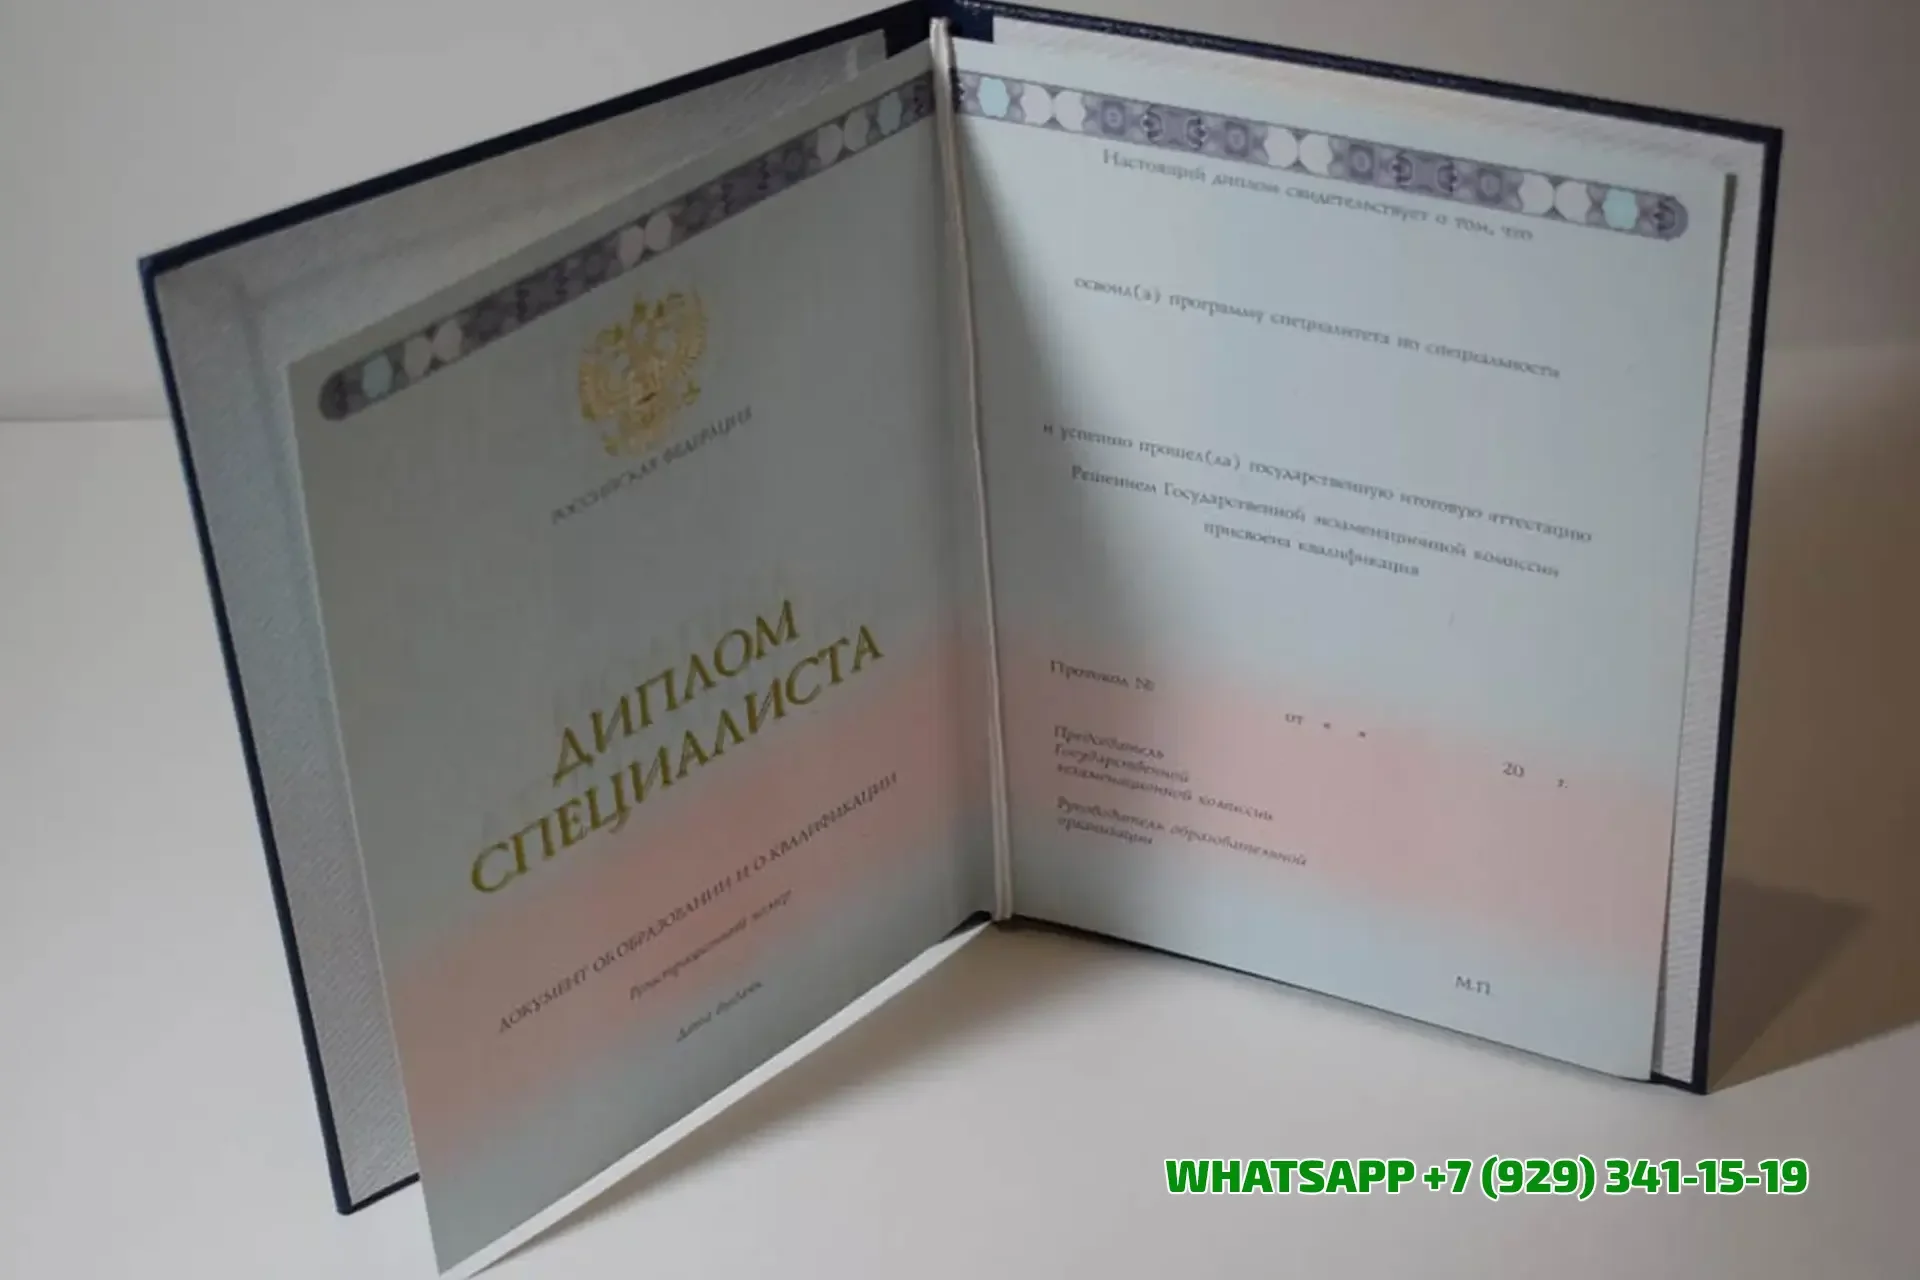 РОССИЙСКАЯ ФЕДЕРАЦИЯ
ДИПЛОМ
СПЕЦИАЛИСТА
ДОКУМЕНТ ОБ ОБРАЗОВАНИИ И О КВАЛИФИКАЦИИ
Регистрационный номер
Дата выдачи
Настоящий диплом свидетельствует о том, что
освоил(а) программу специалитета по специальности
и успешно прошел(ла) государственную итоговую аттестацию
Решением Государственной экзаменационной комиссии
присвоена квалификация
Протокол №
от « »
20 г.
Председатель
Государственной
экзаменационной комиссии
Руководитель образовательной
организации
М.П.
WHATSAPP +7 (929) 341-15-19